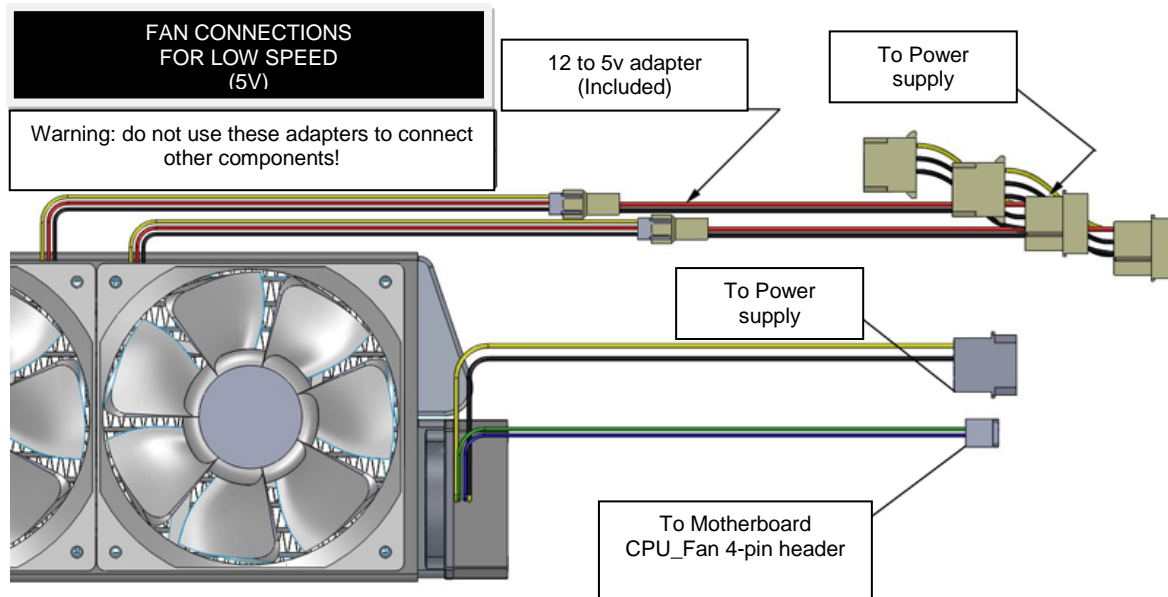 FAN CONNECTIONS
FOR LOW SPEED
(5V)
Warning: do not use these adapters to connect
other components!
12 to 5v adapter
(Included)
To Power
supply
To Power
supply
To Motherboard
CPU_Fan 4-pin header